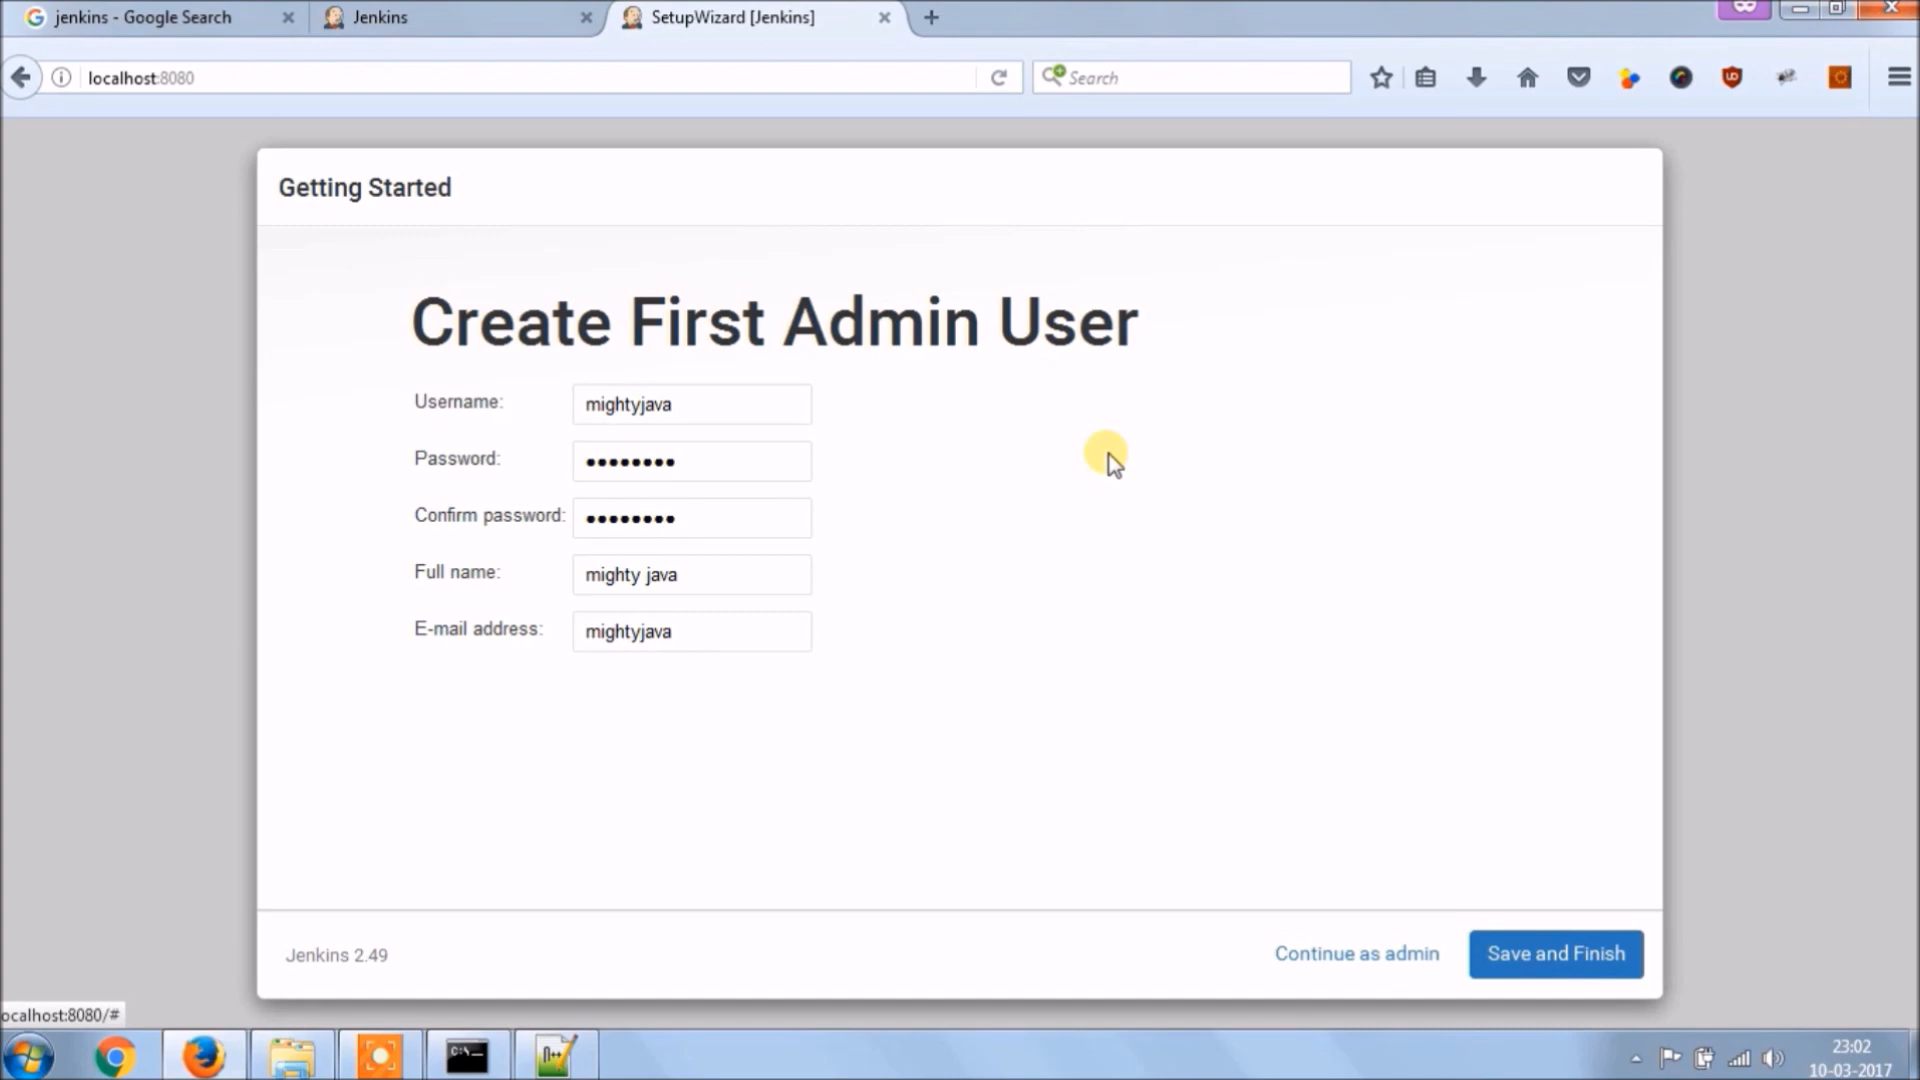 jenkins - Google Search
Jenkins
SetupWizard [Jenkins]
localhost:8080
Search
Getting Started
Create First Admin User
Username: mightyjava
Password: ••••••••
Confirm password: ••••••••
Full name: mighty java
E-mail address: mightyjava
Jenkins 2.49
Continue as admin
Save and Finish
ocalhost:8080/#
C:\
23:02
10-03-2017